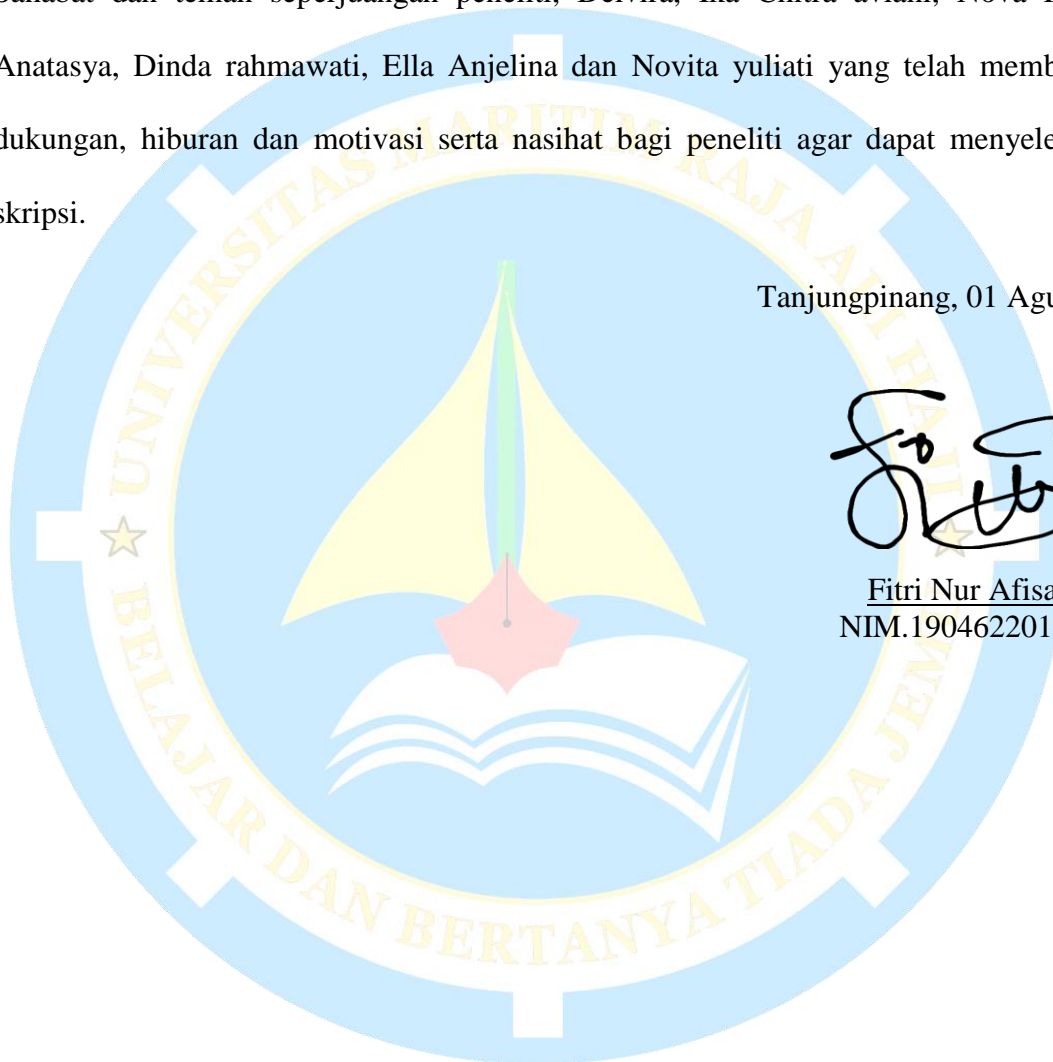 Anatasya, Dinda rahmawati, Ella Anjelina dan Novita yuliati yang telah memb
dukungan, hiburan dan motivasi serta nasihat bagi peneliti agar dapat menyele
skripsi.
Tanjungpinang, 01 Agu
Fitri Nur Afisa
NIM.190462201
UNIVERSITAS MARITIM RAJA ALI HAJI
BELAJAR DAN BERTANYA TIADA JEMU